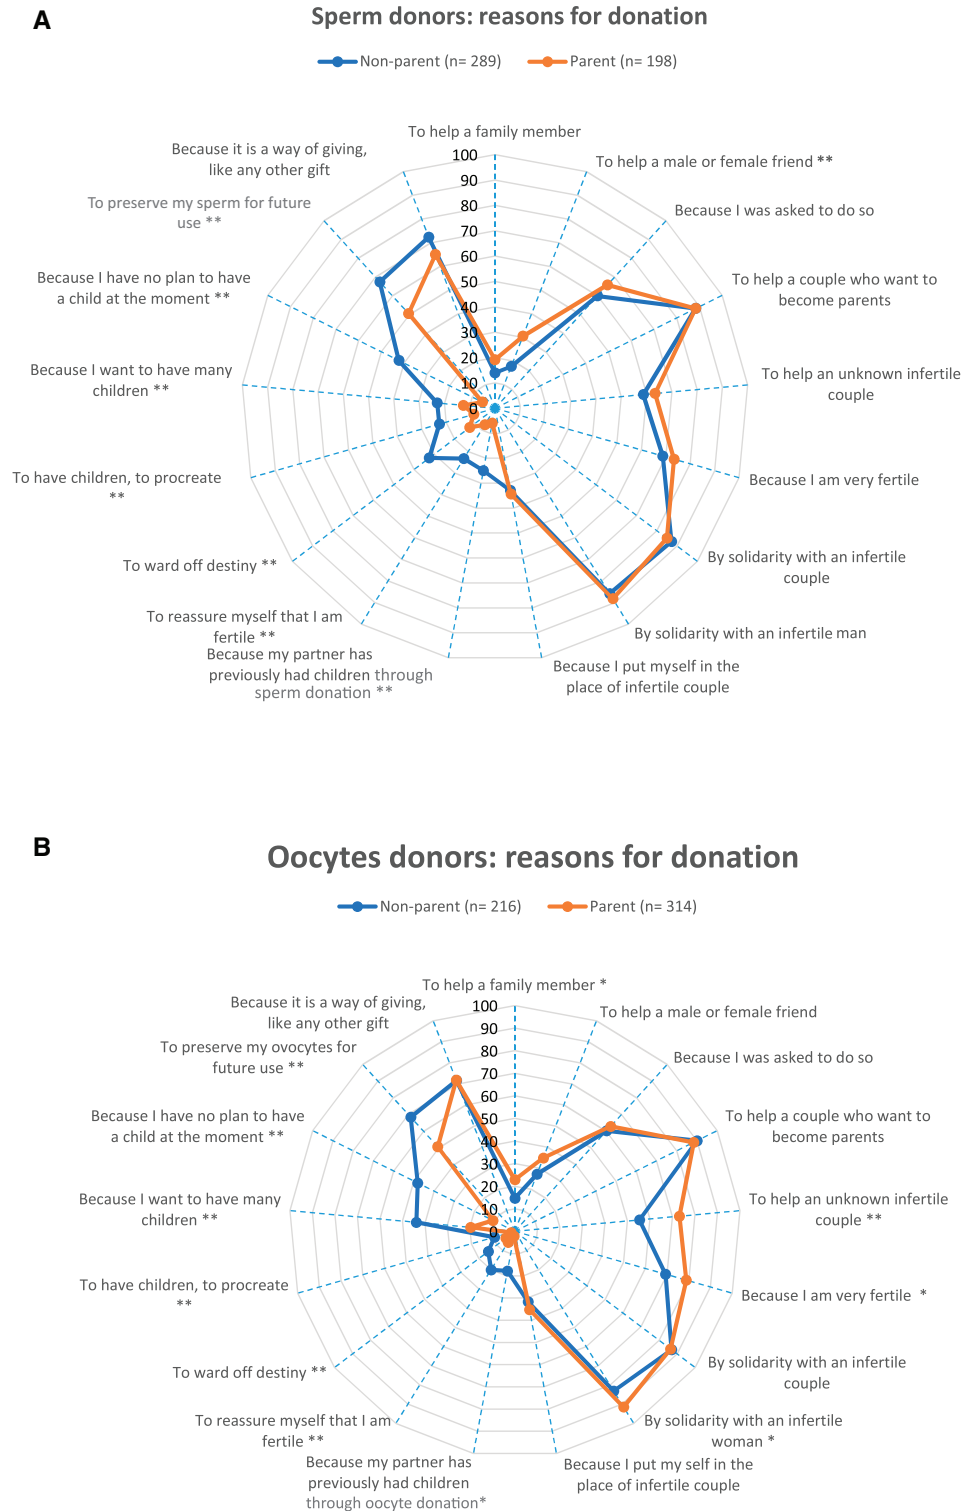 A
Sperm donors: reasons for donation
Non-parent (n= 289)
Parent (n= 198)
To help a family member
To help a male or female friend **
Because I was asked to do so
To help a couple who want to
become parents
To help an unknown infertile
couple
Because I am very fertile
By solidarity with an infertile
couple
By solidarity with an infertile man
Because I put myself in the
place of infertile couple
Because my partner has
previously had children through
sperm donation **
To reassure myself that I am
fertile **
To ward off destiny **
To have children, to procreate
**
Because I want to have many
children **
Because I have no plan to have
a child at the moment **
To preserve my sperm for future
use **
Because it is a way of giving,
like any other gift
100
90
80
70
60
50
40
30
20
10
0
B
Oocytes donors: reasons for donation
Non-parent (n= 216)
Parent (n= 314)
To help a family member *
To help a male or female friend
Because I was asked to do so
To help a couple who want to
become parents
To help an unknown infertile
couple **
Because I am very fertile *
By solidarity with an infertile
couple
By solidarity with an infertile
woman *
Because I put my self in the
place of infertile couple
Because my partner has
previously had children
through oocyte donation*
To reassure myself that I am
fertile **
To ward off destiny **
To have children, to procreate
**
Because I want to have many
children **
Because I have no plan to have
a child at the moment **
To preserve my ovocytes for
future use **
Because it is a way of giving,
like any other gift
100
90
80
70
60
50
40
30
20
10
0